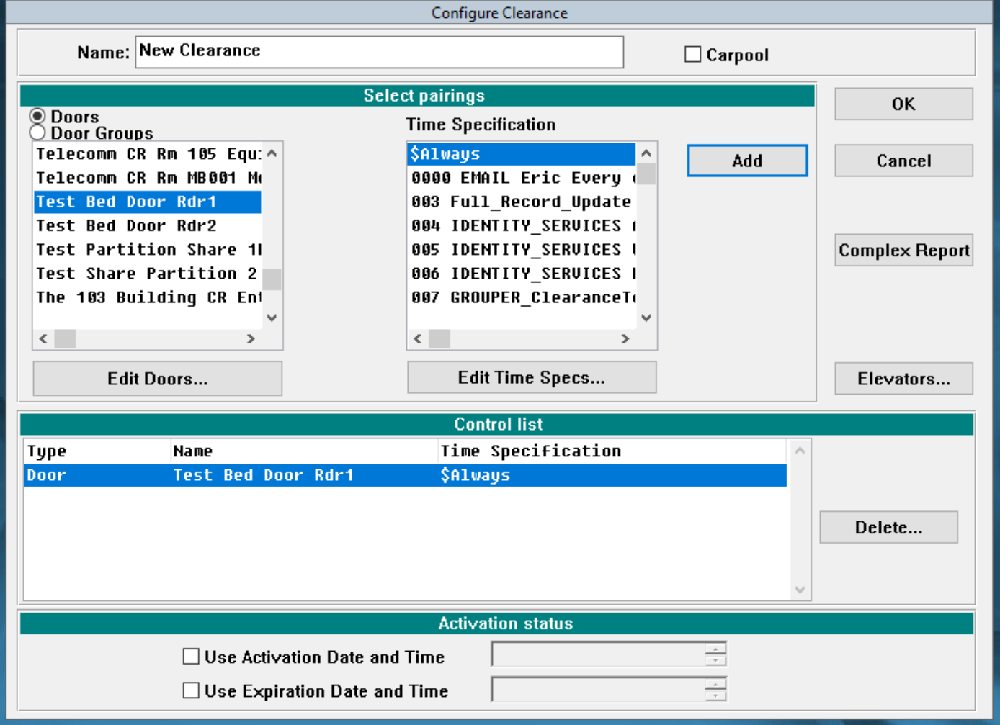 Configure Clearance
Name: New Clearance
Carpool
Select pairings
Doors
Door Groups
Telecomm CR Rm 105
Telecomm CR Rm MB001
Test Bed Door Rdr1
Test Bed Door Rdr2
Test Partition Share
Test Share Partition 2
The 103 Building CR
Edit Doors...
Time Specification
$Always
0000 EMAIL Eric Every
003 Full_Record_Update
004 IDENTITY_SERVICES
005 IDENTITY_SERVICES
006 IDENTITY_SERVICES
007
Edit Time Specs...
Add
OK
Cancel
Complex Report
Elevators...
Control list
Type Name Time Specification
Door Test Bed Door Rdr1 $Always
Delete...
Activation status
Use Activation Date and Time
Use Expiration Date and Time